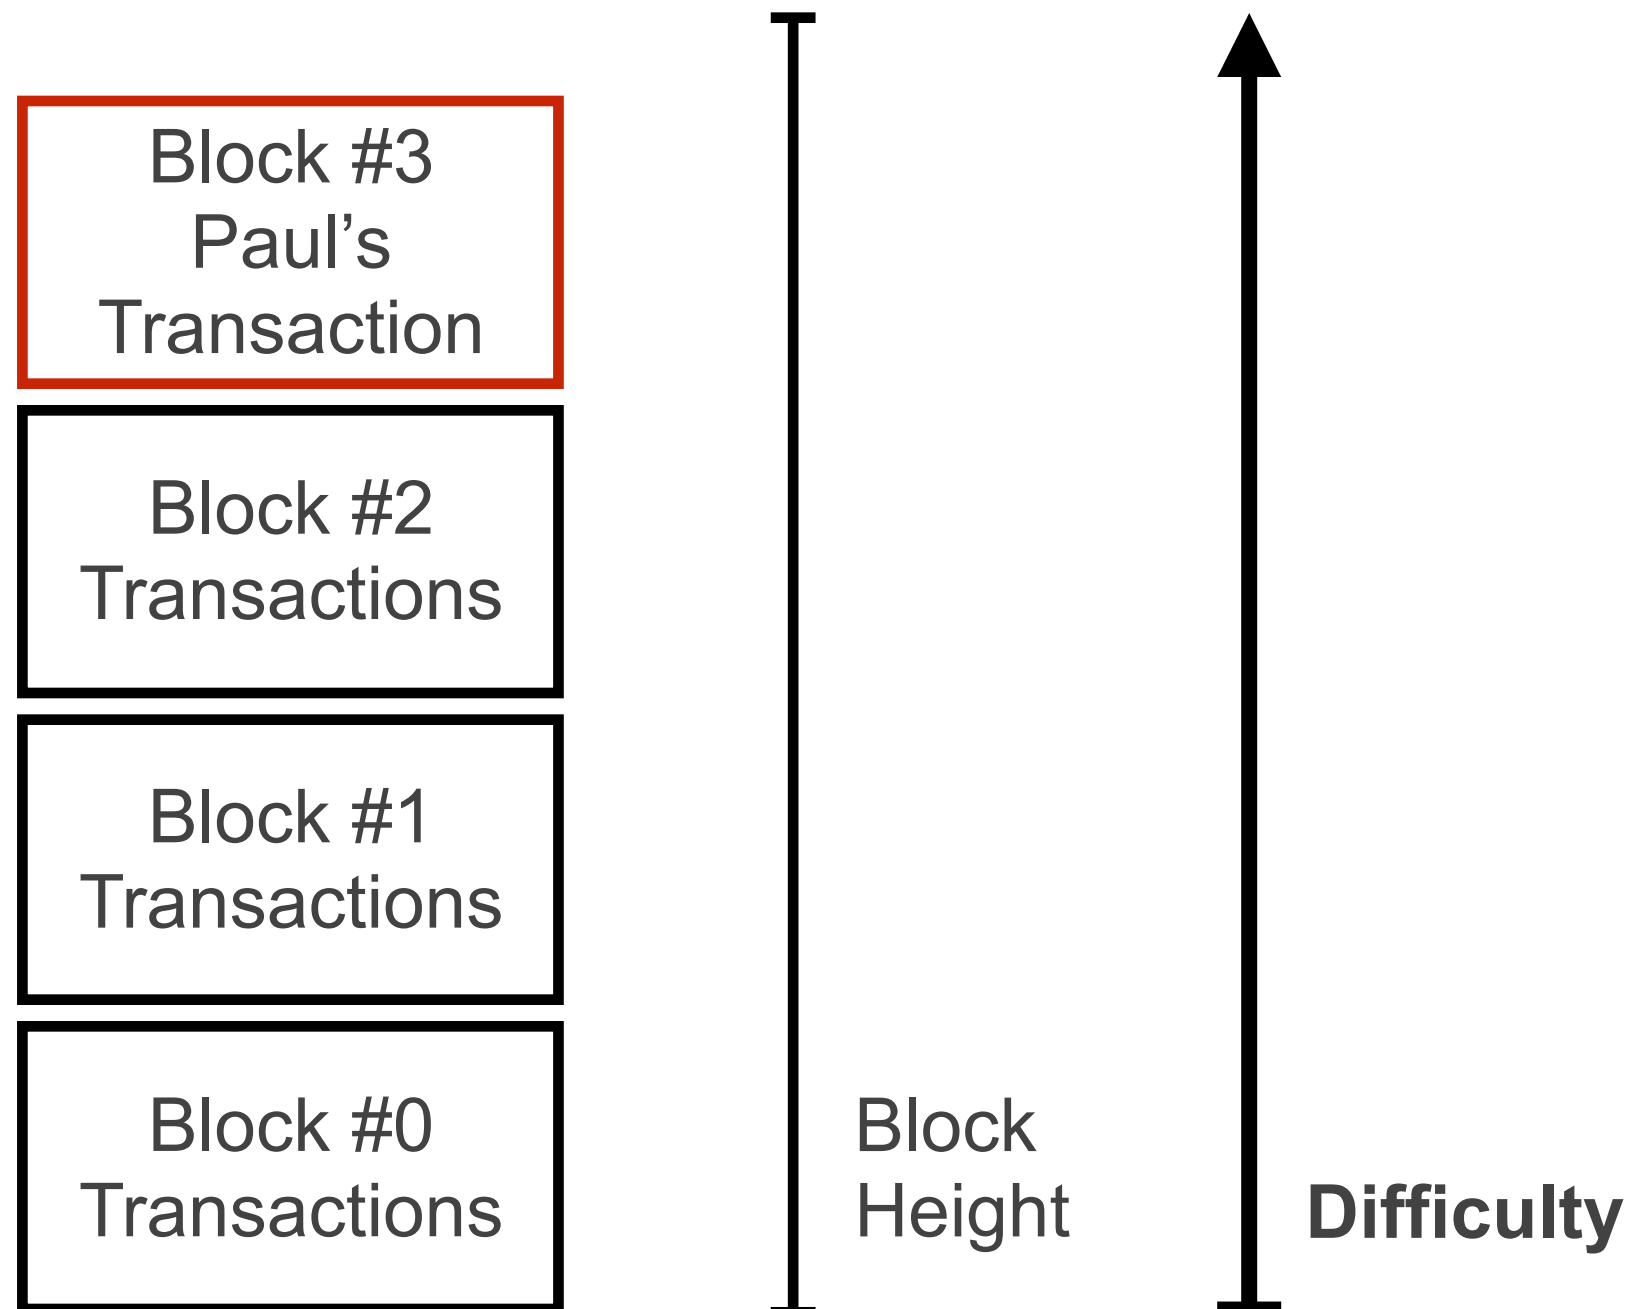 Block #3
Paul’s
Transaction
Block #2
Transactions
Block #1
Transactions
Block #0
Transactions
Block
Height
Difficulty